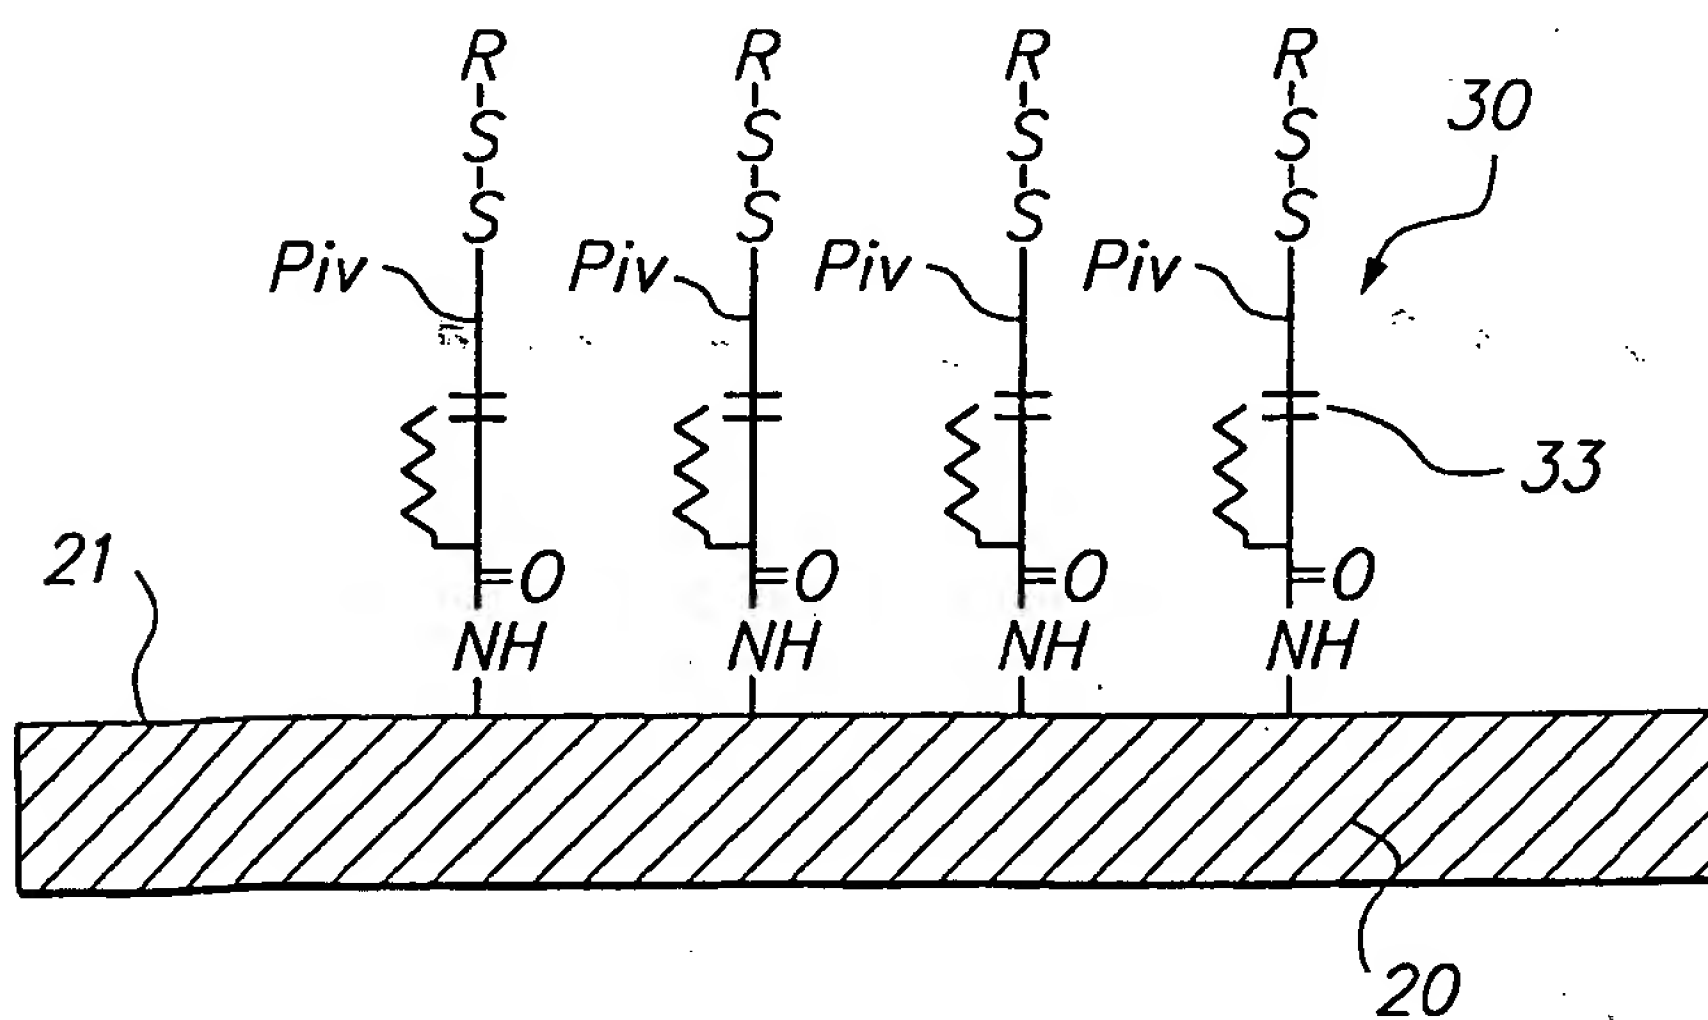 R R R R
30
S S S S
S S S S
Piv Piv Piv Piv
33
21
=O =O =O =O
NH NH NH NH
20